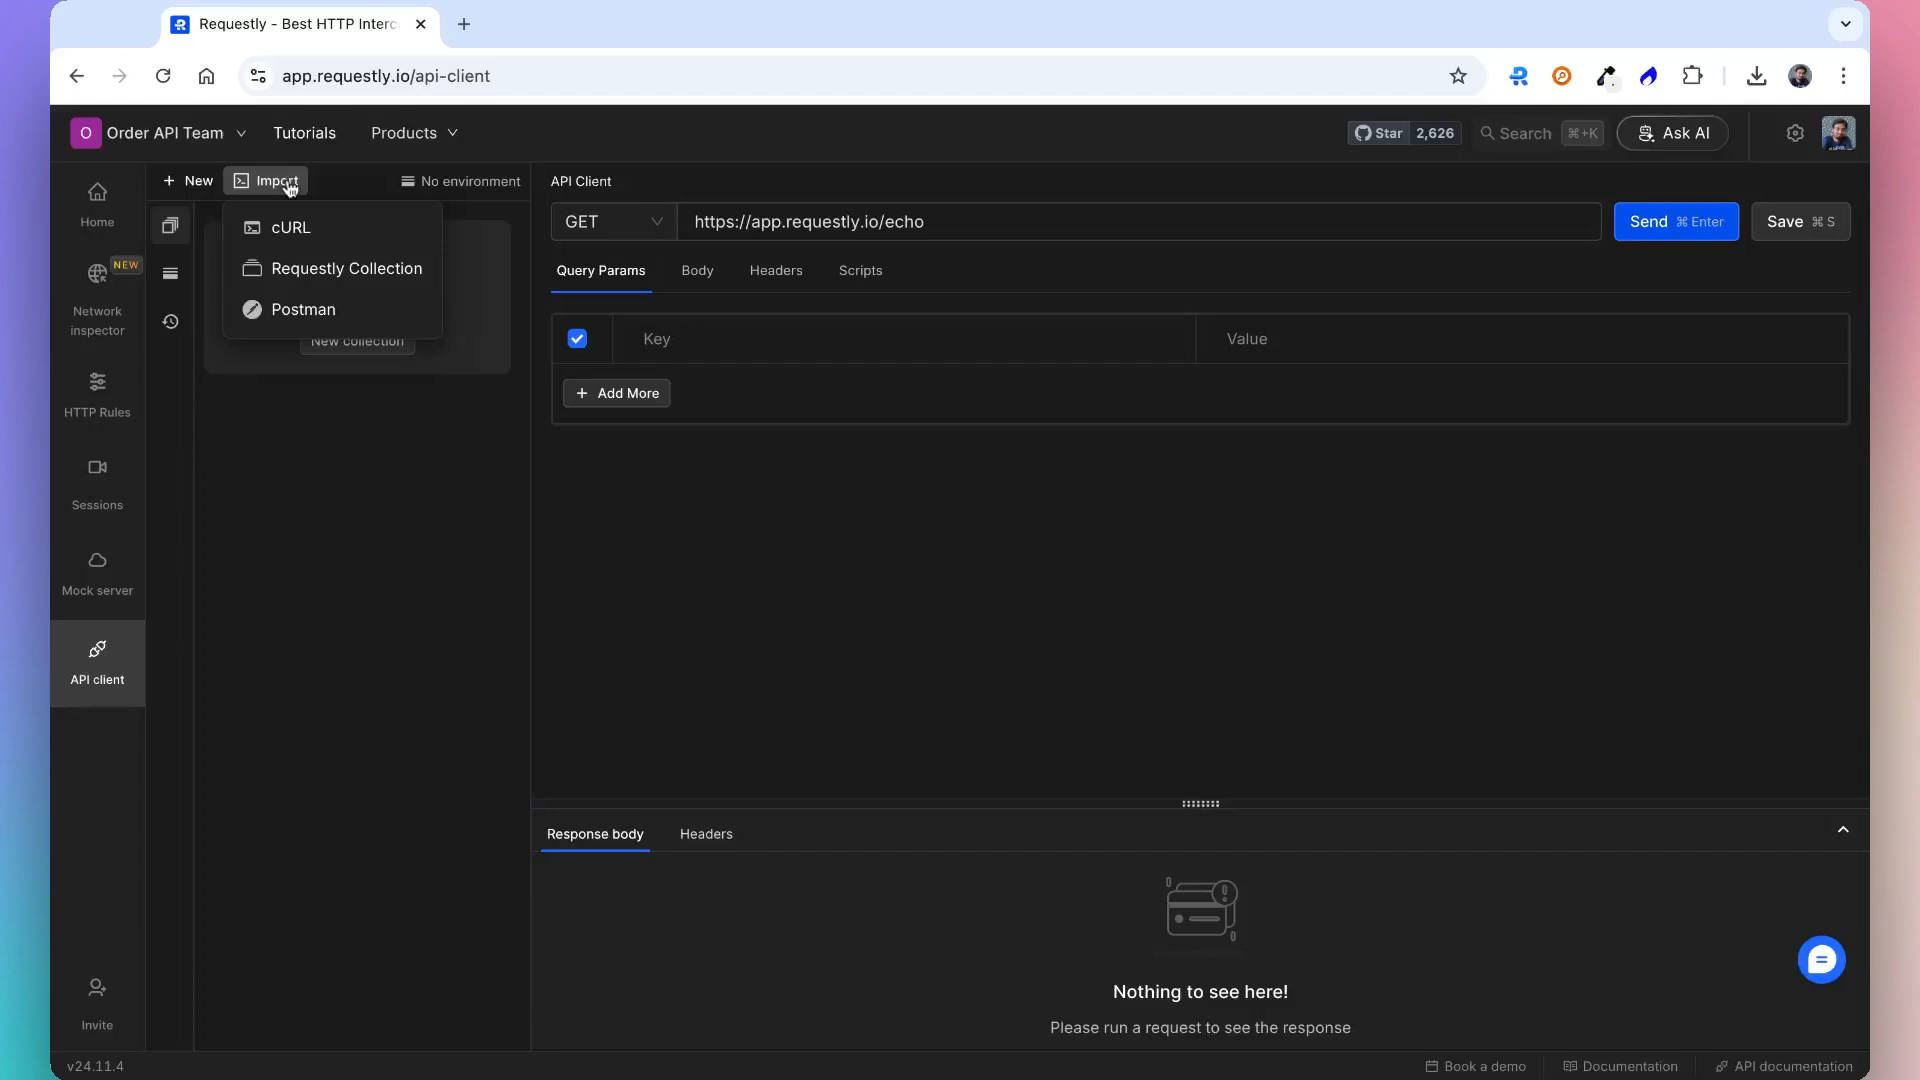 Requestly - Best HTTP Interc
app.requestly.io/api-client
O Order API Team
Tutorials
Products
Star 2,626
Search ⌘+K
Ask AI
Home
NEW
Network
inspector
HTTP Rules
Sessions
Mock server
API client
Invite
v24.11.4
+ New
Import
No environment
cURL
Requestly Collection
Postman
New collection
API Client
GET
https://app.requestly.io/echo
Send ⌘ Enter
Save ⌘ S
Query Params
Body
Headers
Scripts
Key
Value
+ Add More
Response body
Headers
Nothing to see here!
Please run a request to see the response
Book a demo
Documentation
API documentation